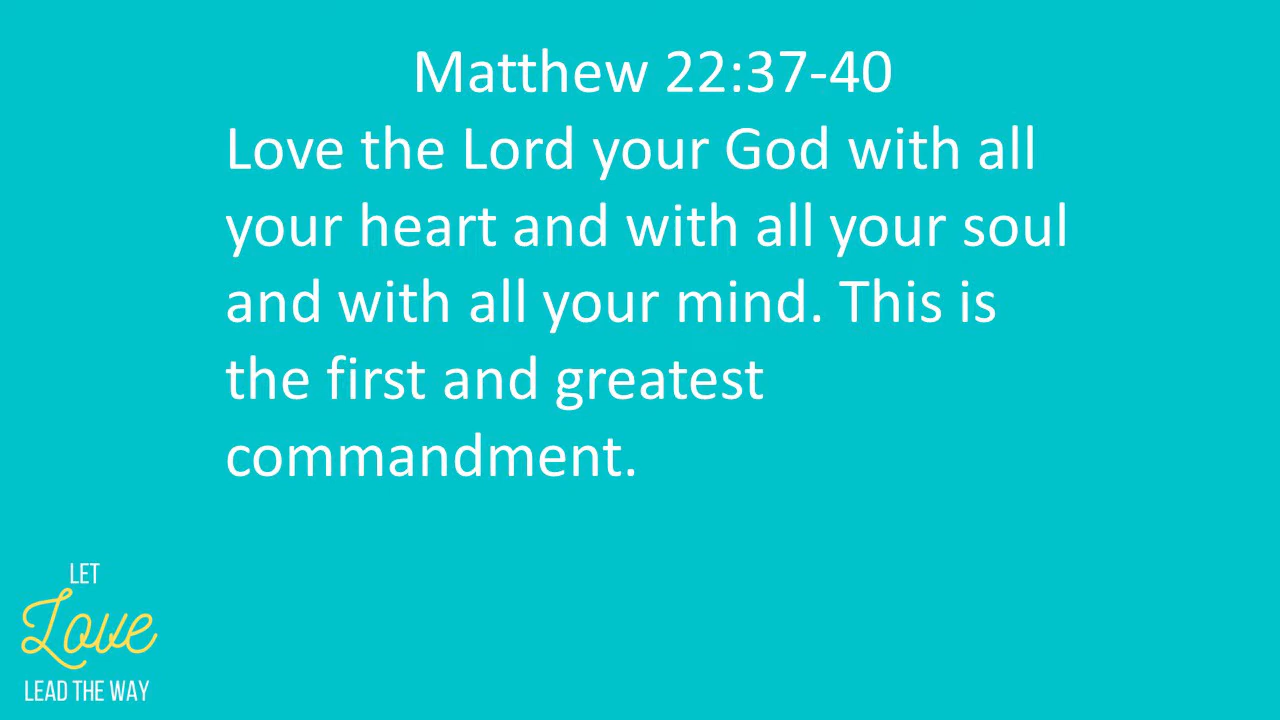 Matthew 22:37-40
Love the Lord your God with all
your heart and with all your soul
and with all your mind. This is
the first and greatest
commandment.
LET
Love
LEAD THE WAY